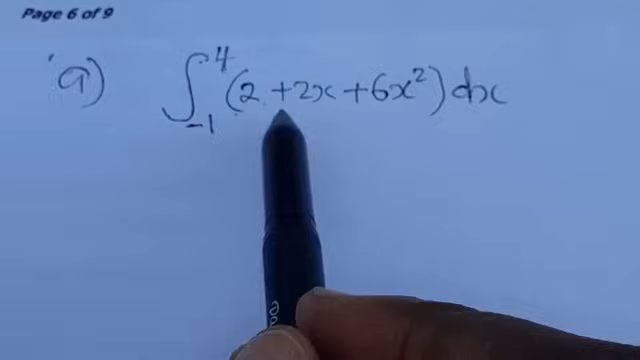 Page 6 of 9
a) ∫₋₁⁴ (2 + 2x + 6x²) dx